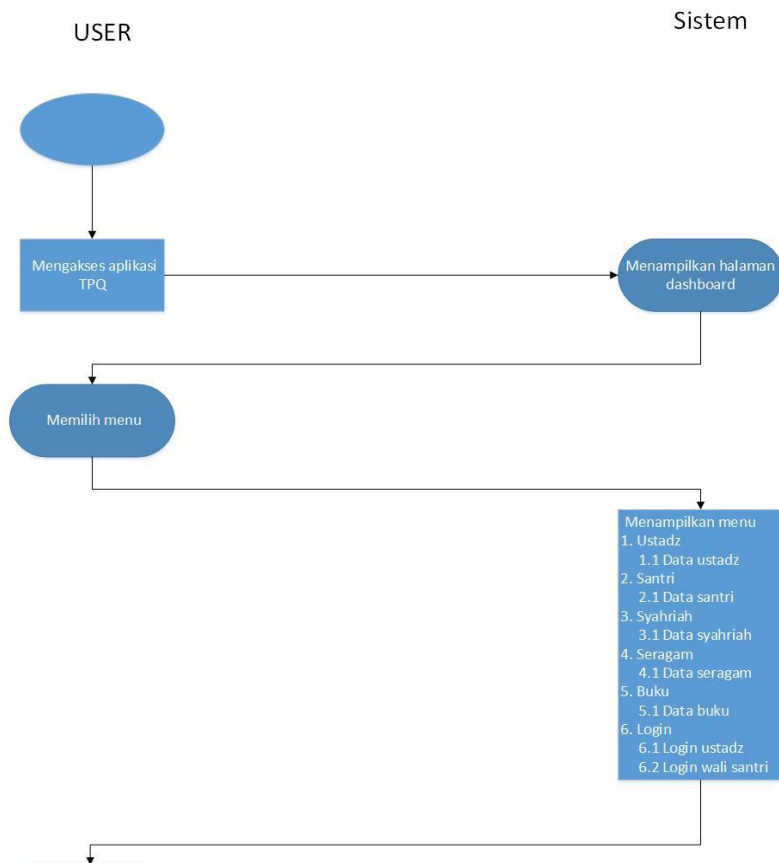 USER
Sistem
Mengakses aplikasi
TPQ
Menampilkan halaman
dashboard
Memilih menu
Menampilkan menu
1. Ustadz
1.1 Data ustadz
2. Santri
2.1 Data santri
3. Syahriah
3.1 Data syahriah
4. Seragam
4.1 Data seragam
5. Buku
5.1 Data buku
6. Login
6.1 Login ustadz
6.2 Login wali santri